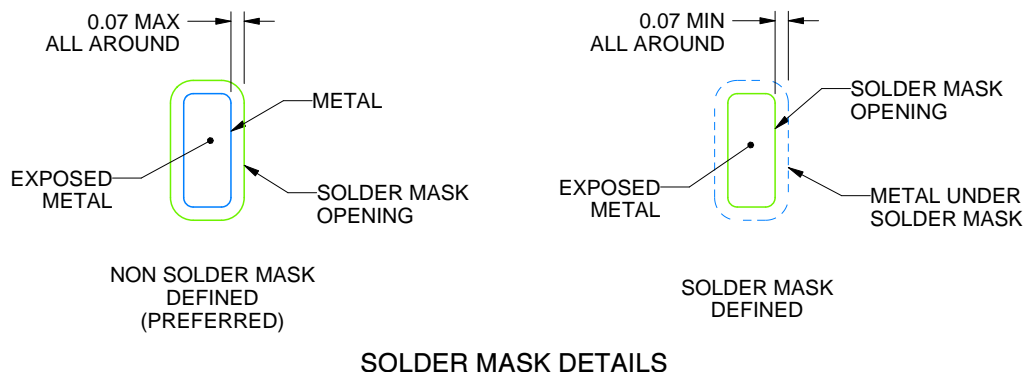 0.07 MAX
ALL AROUND
METAL
EXPOSED
METAL
SOLDER MASK
OPENING
NON SOLDER MASK
DEFINED
(PREFERRED)
0.07 MIN
ALL AROUND
SOLDER MASK
OPENING
EXPOSED
METAL
METAL UNDER
SOLDER MASK
SOLDER MASK
DEFINED
SOLDER MASK DETAILS